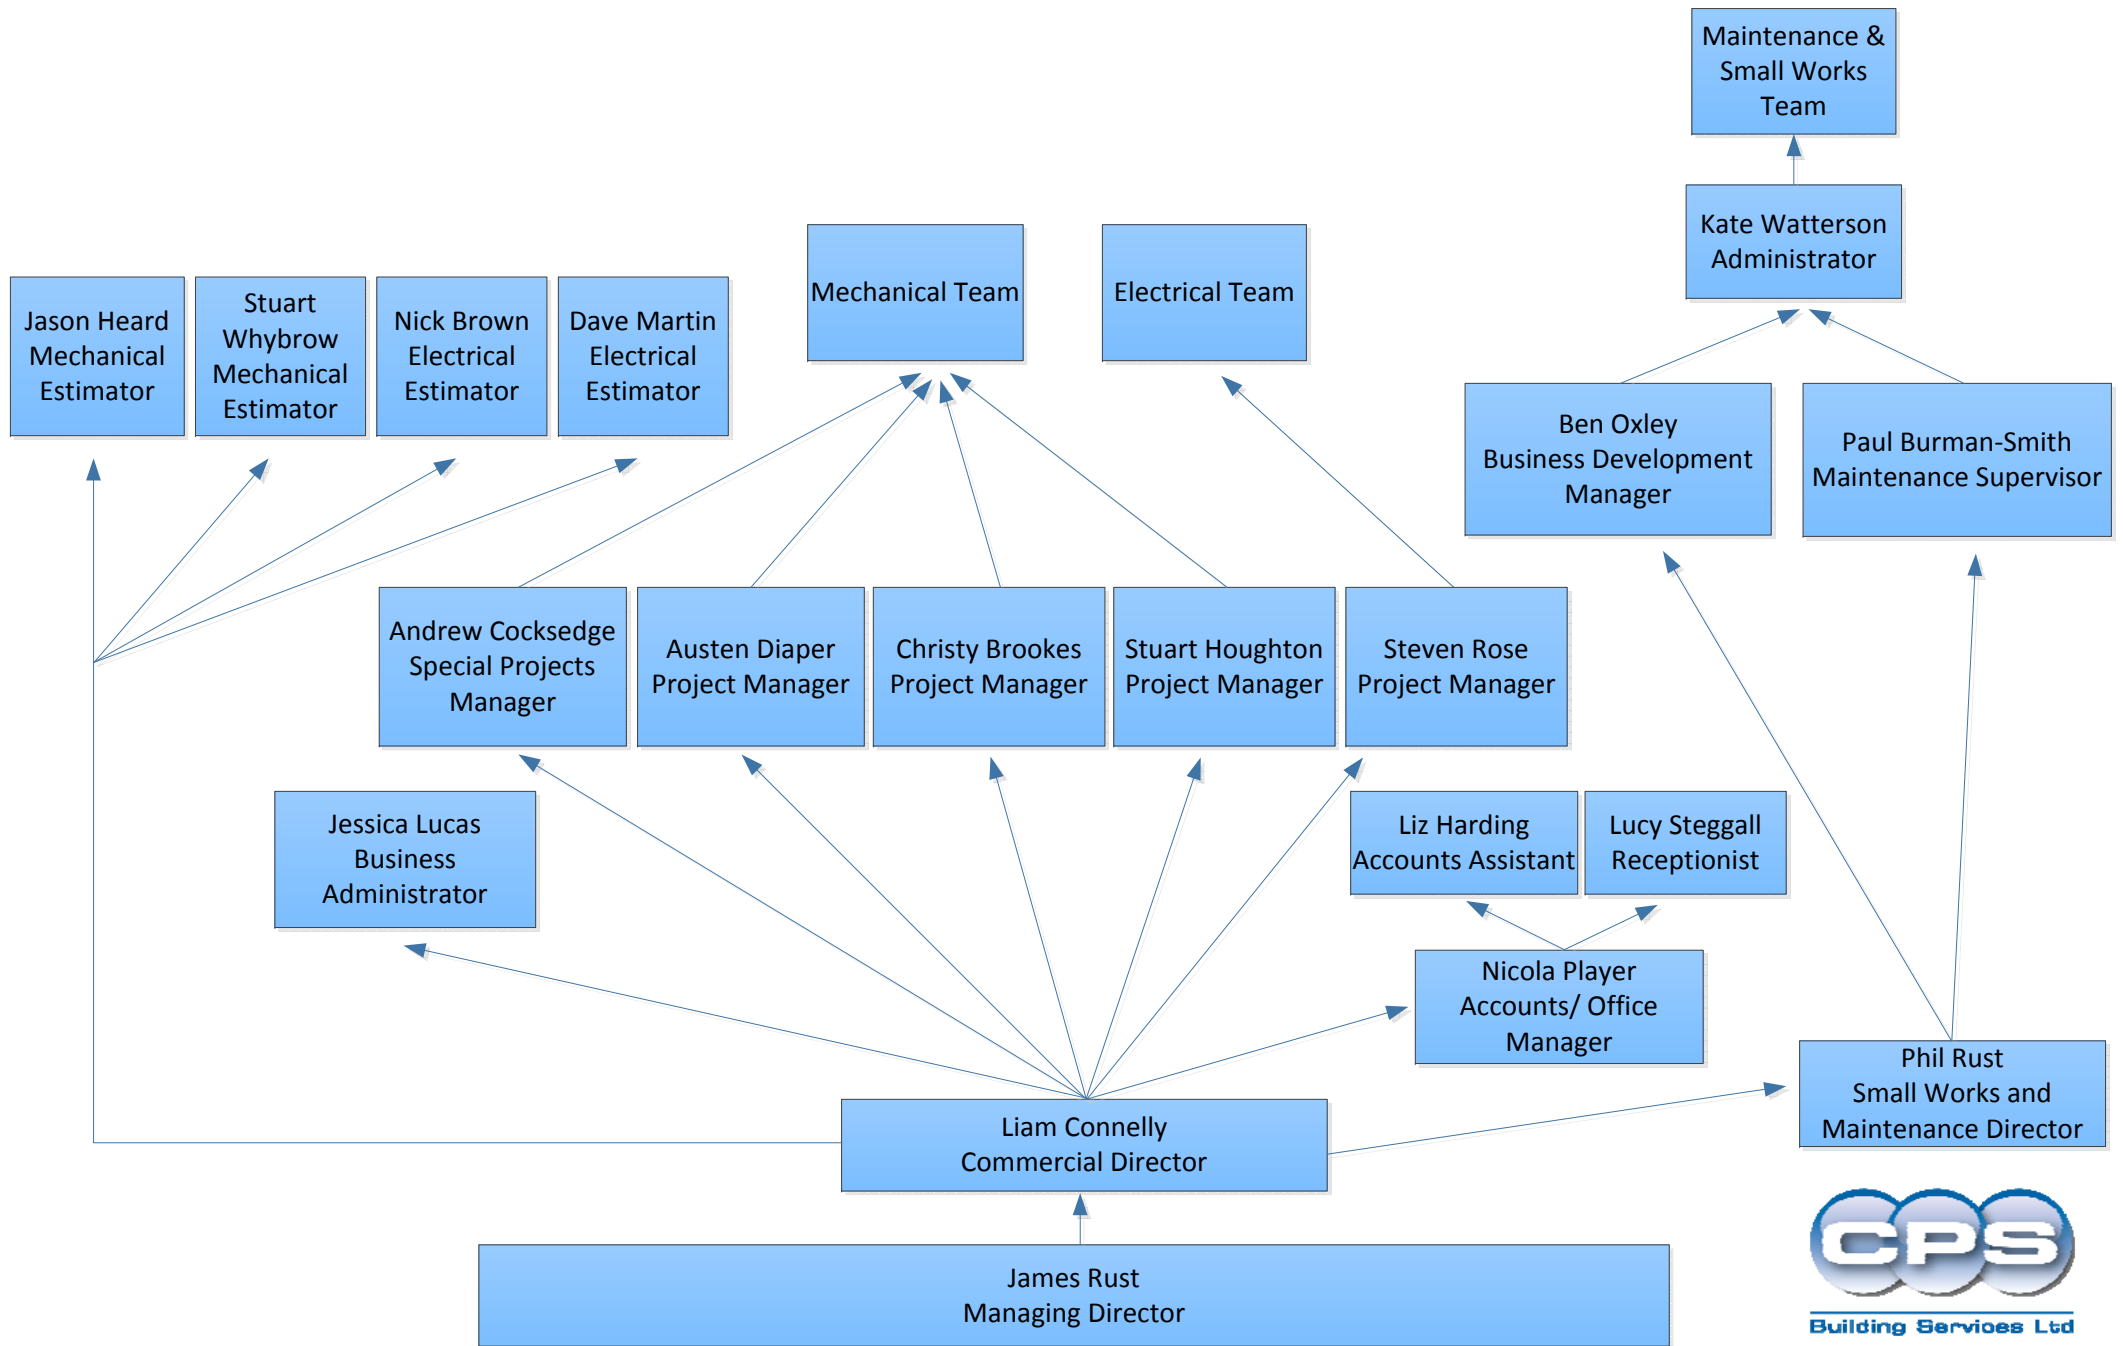 Maintenance &
Small Works
Team
Kate Watterson
Administrator
Mechanical Team
Electrical Team
Jason Heard
Mechanical
Estimator
Stuart
Whybrow
Mechanical
Estimator
Nick Brown
Electrical
Estimator
Dave Martin
Electrical
Estimator
Ben Oxley
Business Development
Manager
Paul Burman-Smith
Maintenance Supervisor
Andrew Cocksedge
Special Projects
Manager
Austen Diaper
Project Manager
Christy Brookes
Project Manager
Stuart Houghton
Project Manager
Steven Rose
Project Manager
Jessica Lucas
Business
Administrator
Liz Harding
Accounts Assistant
Lucy Steggall
Receptionist
Nicola Player
Accounts/ Office
Manager
Phil Rust
Small Works and
Maintenance Director
Liam Connelly
Commercial Director
James Rust
Managing Director
CPS
Building Services Ltd